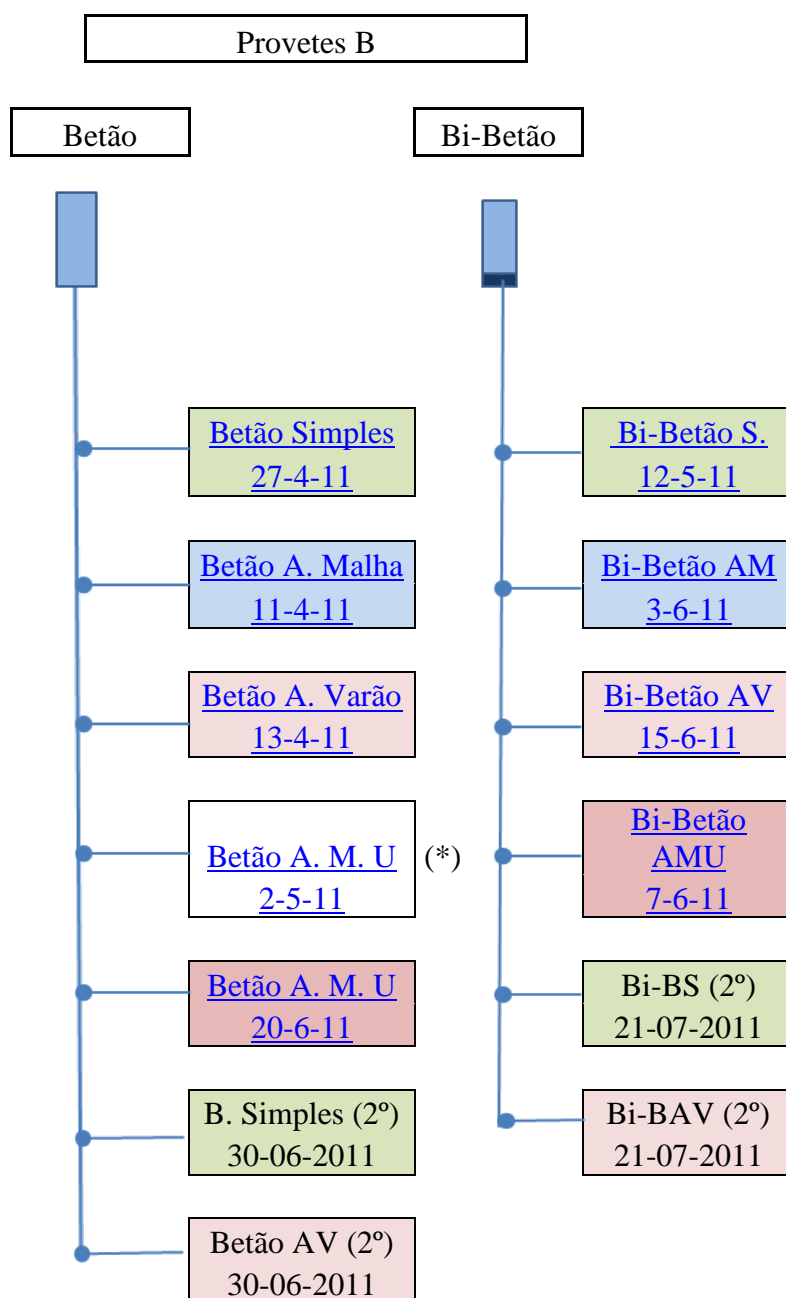 Provetes B
Betão
Bi-Betão
Betão Simples
27-4-11
Betão A. Malha
11-4-11
Betão A. Varão
13-4-11
Betão A. M. U
2-5-11
(*)
Betão A. M. U
20-6-11
B. Simples (2º)
30-06-2011
Betão AV (2º)
30-06-2011
Bi-Betão S.
12-5-11
Bi-Betão AM
3-6-11
Bi-Betão AV
15-6-11
Bi-Betão
AMU
7-6-11
Bi-BS (2º)
21-07-2011
Bi-BAV (2º)
21-07-2011